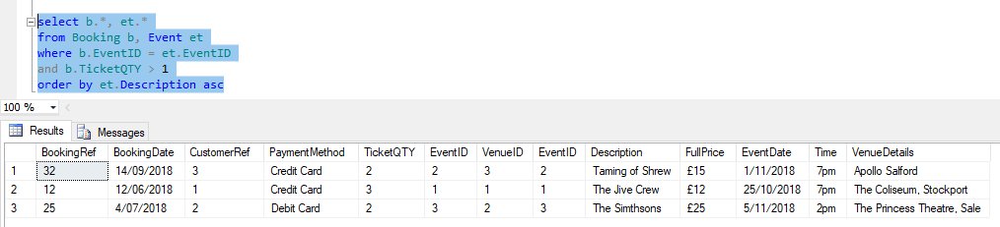 select b.*, et.*
from Booking b, Event et
where b.EventID = et.EventID
and b.TicketQTY > 1
order by et.Description asc
100 %
Results Messages
BookingRef BookingDate CustomerRef PaymentMethod TicketQTY EventID VenueID EventID Description FullPrice EventDate Time VenueDetails
1 32 14/09/2018 3 Credit Card 2 2 3 2 Taming of Shrew £15 1/11/2018 7pm Apollo Salford
2 12 12/06/2018 1 Credit Card 3 1 1 1 The Jive Crew £12 25/10/2018 7pm The Coliseum, Stockport
3 25 4/07/2018 2 Debit Card 2 3 2 3 The Simthsons £25 5/11/2018 2pm The Princess Theatre, Sale